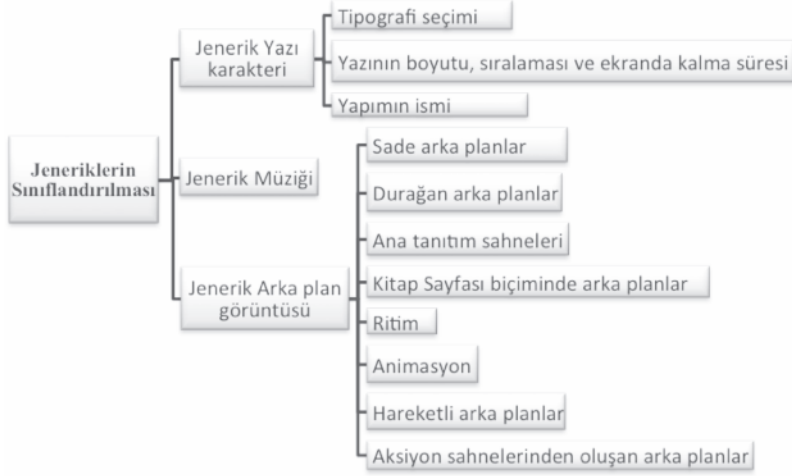 Jeneriklerin
Sınıflandırılması
Jenerik Yazı
karakteri
Tipografi seçimi
Yazının boyutu, sıralaması ve ekranda kalma süresi
Yapımın ismi
Jenerik Müziği
Jenerik Arka plan
görüntüsü
Sade arka planlar
Durağan arka planlar
Ana tanıtım sahneleri
Kitap Sayfası biçiminde arka planlar
Ritim
Animasyon
Hareketli arka planlar
Aksiyon sahnelerinden oluşan arka planlar